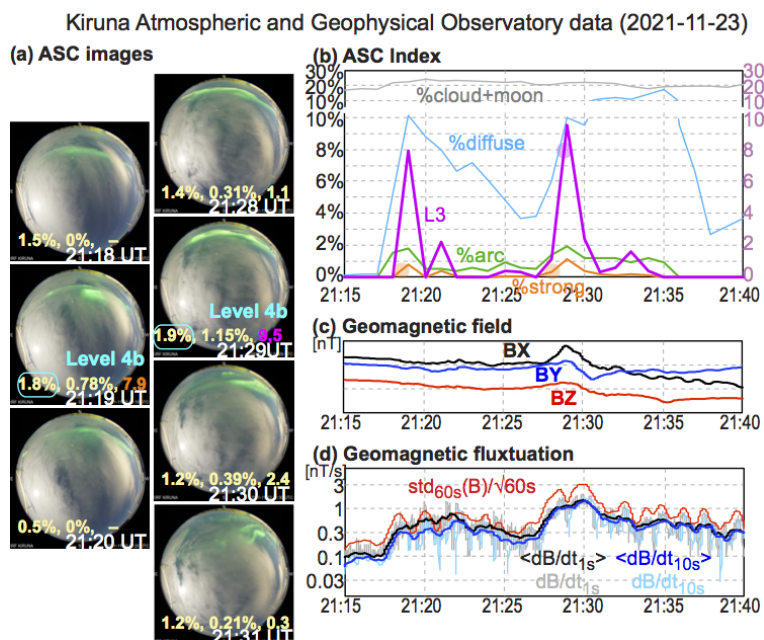 Kiruna Atmospheric and Geophysical Observatory data (2021-11-23)
(a) ASC images
1.5%, 0%, –
21:18 UT
Level 4b
1.8%, 0.78%, 7.9
21:19 UT
0.5%, 0%, –
21:20 UT
1.4%, 0.31%, 1.1
21:28 UT
Level 4b
1.9%, 1.15%, 9.5
21:29UT
1.2%, 0.39%, 2.4
21:30 UT
1.2%, 0.21%, 0.3
21:31 UT
(b) ASC Index
30%
20%
10%
10%
8%
6%
4%
2%
0%
%cloud+moon
%diffuse
L3
%arc
%strong
30
20
10
10
8
6
4
2
0
21:15 21:20 21:25 21:30 21:35 21:40
(c) Geomagnetic field
[nT]
BX
BY
BZ
21:15 21:20 21:25 21:30 21:35 21:40
(d) Geomagnetic fluxtuation
[nT/s]
3
1
0.3
0.1
0.03
std60s(B)/√60s
<dB/dt1s> <dB/dt10s>
dB/dt1s dB/dt10s
21:15 21:20 21:25 21:30 21:35 21:40